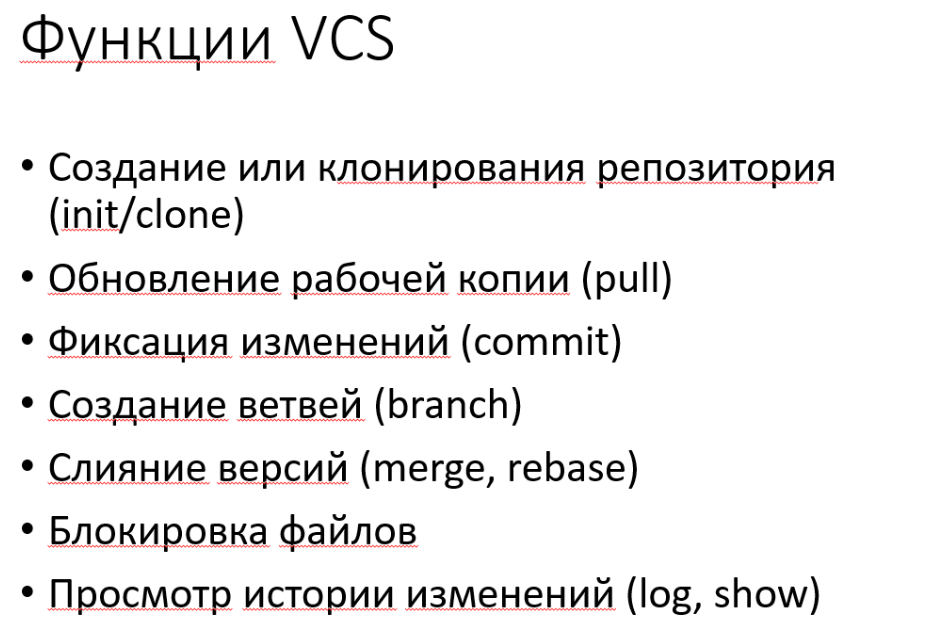 Функции VCS
• Создание или клонирования репозитория
(init/clone)
• Обновление рабочей копии (pull)
• Фиксация изменений (commit)
• Создание ветвей (branch)
• Слияние версий (merge, rebase)
• Блокировка файлов
• Просмотр истории изменений (log, show)